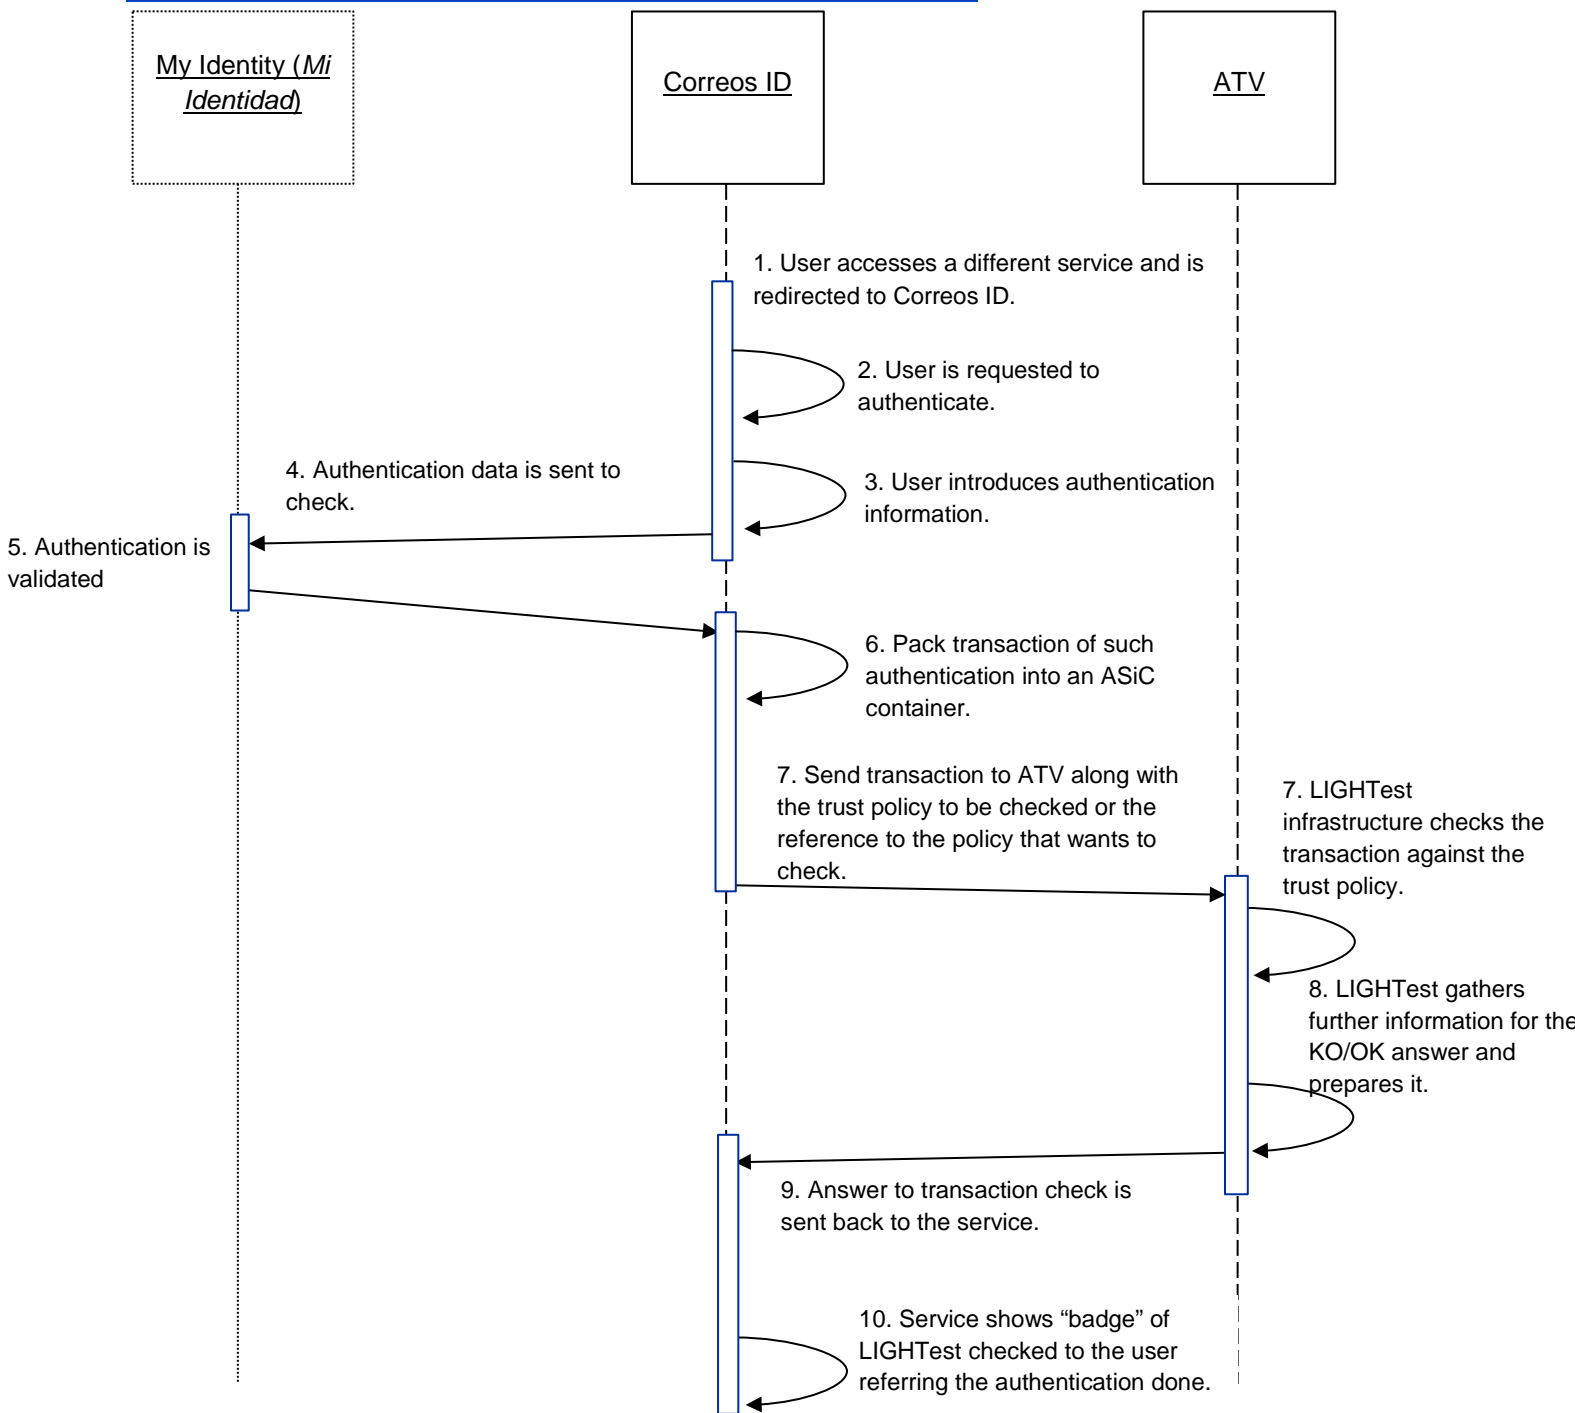 My Identity (Mi
Identidad)
Correos ID
ATV
1. User accesses a different service and is
redirected to Correos ID.
2. User is requested to
authenticate.
3. User introduces authentication
information.
4. Authentication data is sent to
check.
5. Authentication is
validated
6. Pack transaction of such
authentication into an ASiC
container.
7. Send transaction to ATV along with
the trust policy to be checked or the
reference to the policy that wants to
check.
7. LIGHTest
infrastructure checks the
transaction against the
trust policy.
8. LIGHTest gathers
further information for the
KO/OK answer and
prepares it.
9. Answer to transaction check is
sent back to the service.
10. Service shows “badge” of
LIGHTest checked to the user
referring the authentication done.